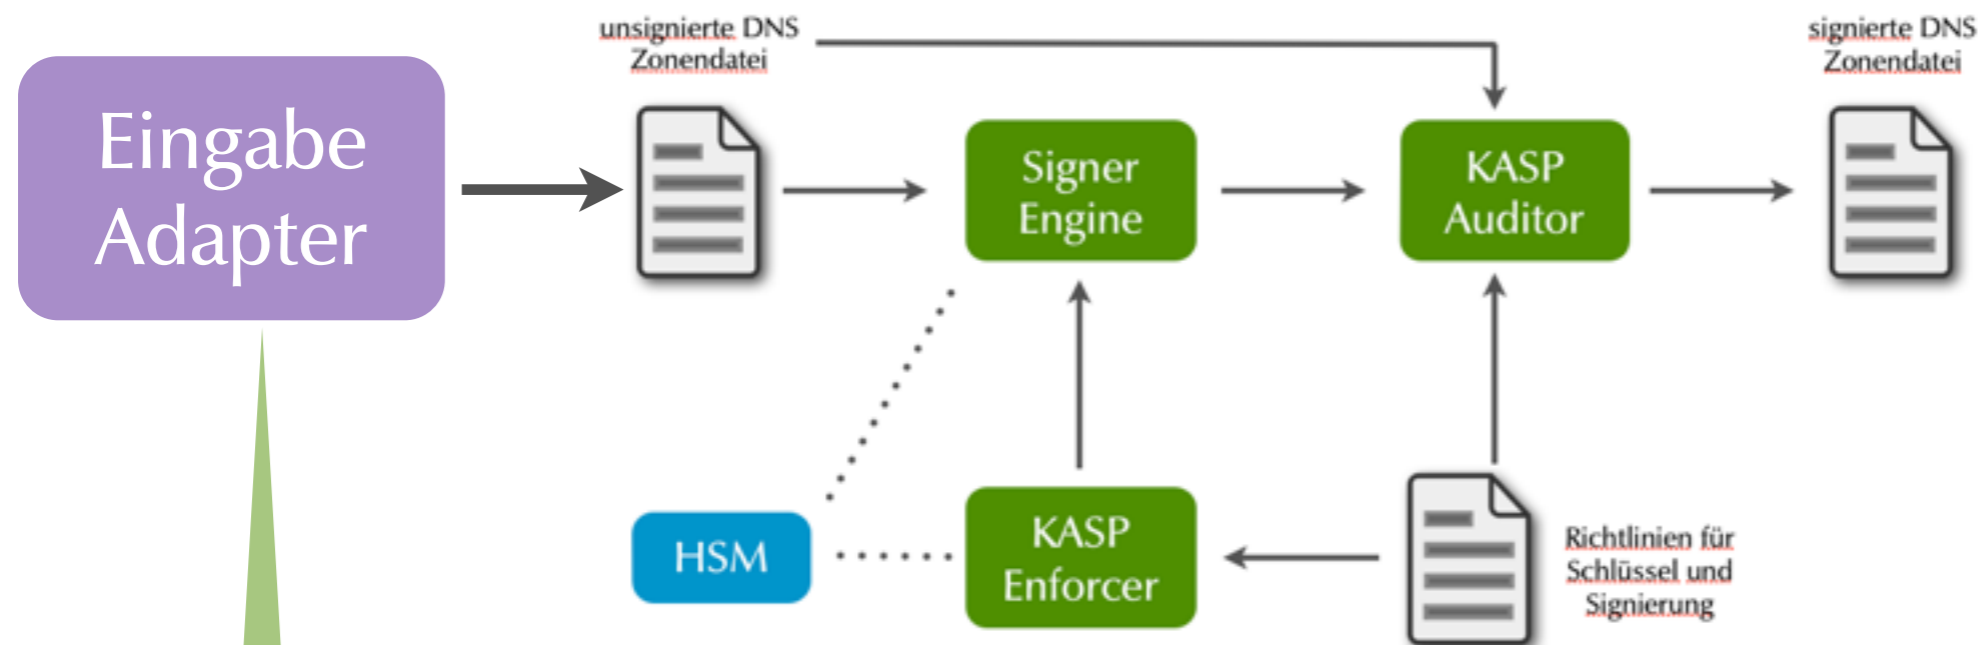 Eingabe
Adapter
unsignierte DNS
Zonendatei
Signer
Engine
KASP
Auditor
signierte DNS
Zonendatei
HSM
KASP
Enforcer
Richtlinien für
Schlüssel und
Signierung